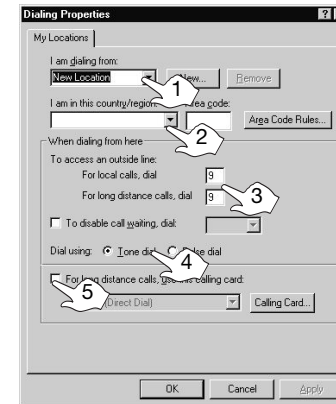 Dialing Properties ?
My Locations
I am dialing from:
New Location New... Remove
I am in this country/region: Area code:
Area Code Rules...
When dialing from here
To access an outside line:
For local calls, dial 9
For long distance calls, dial 9
To disable call waiting, dial:
Dial using: Tone dial Pulse dial
For long distance calls, use this calling card:
(Direct Dial) Calling Card...
OK Cancel Apply
1
2
3
4
5